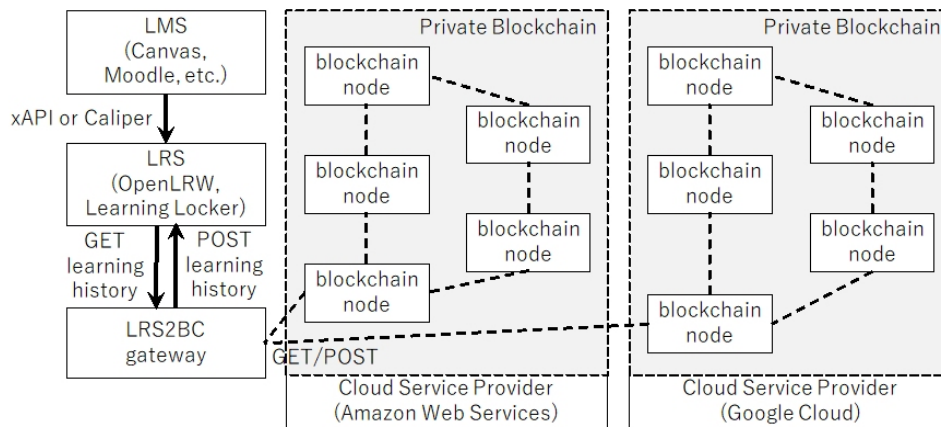 LMS
(Canvas,
Moodle, etc.)
xAPI or Caliper
LRS
(OpenLRW,
Learning Locker)
GET
learning
history
POST
learning
history
LRS2BC
gateway
GET/POST
Private Blockchain
blockchain
node
blockchain
node
blockchain
node
blockchain
node
blockchain
node
Cloud Service Provider
(Amazon Web Services)
Private Blockchain
blockchain
node
blockchain
node
blockchain
node
blockchain
node
blockchain
node
Cloud Service Provider
(Google Cloud)